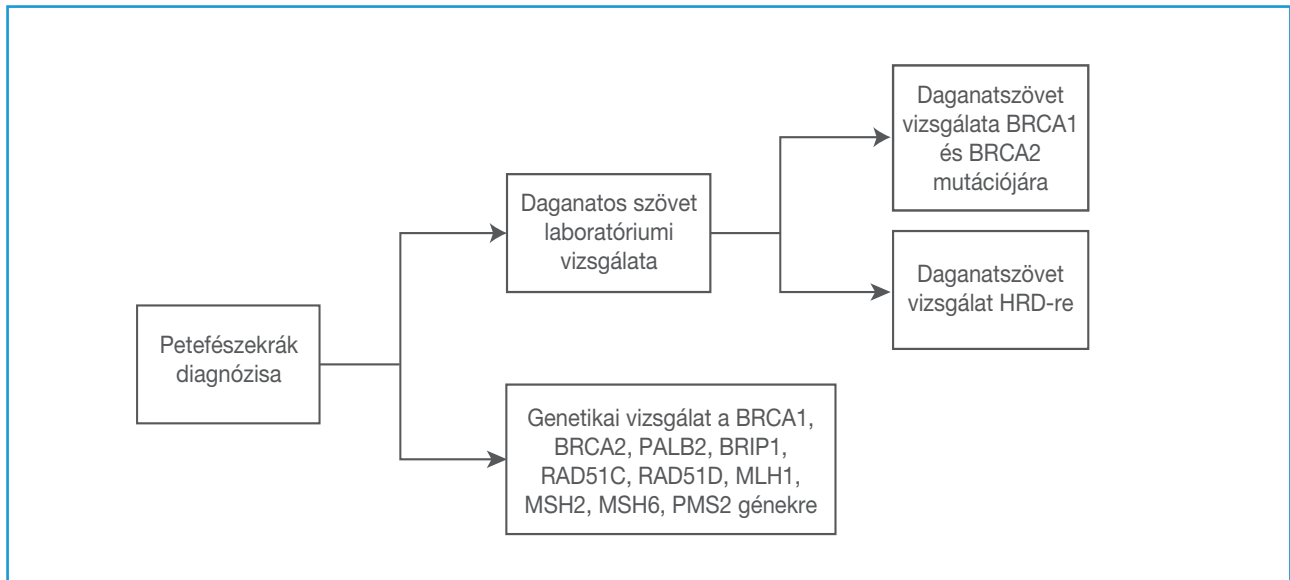 Petefészekrák
diagnózisa
Daganatos szövet
laboratóriumi
vizsgálata
Daganatszövet
vizsgálata BRCA1
és BRCA2
mutációjára
Daganatszövet
vizsgálat HRD-re
Genetikai vizsgálat a BRCA1,
BRCA2, PALB2, BRIP1,
RAD51C, RAD51D, MLH1,
MSH2, MSH6, PMS2 génekre